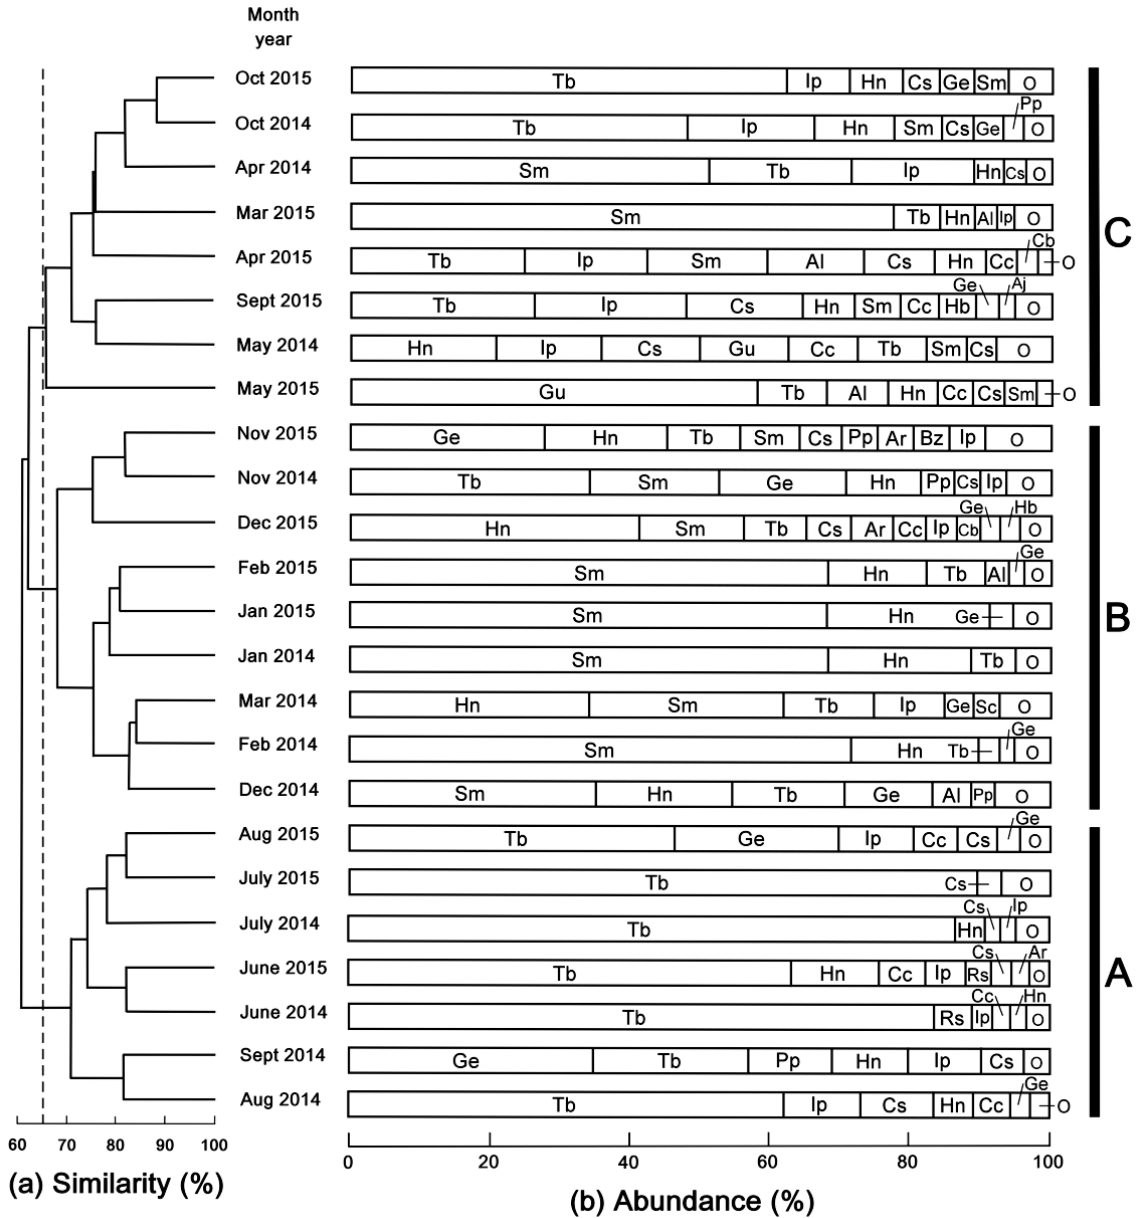 Month
year
Oct 2015 Tb Ip Hn Cs Ge Sm O
Pp
Oct 2014 Tb Ip Hn Sm Cs Ge O
Apr 2014 Sm Tb Ip Hn Cs O
Mar 2015 Sm Tb Hn Al Ip O
C
Cb
Apr 2015 Tb Ip Sm Al Cs Hn Cc O
Ge Aj
Sept 2015 Tb Ip Cs Hn Sm Cc Hb O
May 2014 Hn Ip Cs Gu Cc Tb Sm Cs O
May 2015 Gu Tb Al Hn Cc Cs Sm O
Nov 2015 Ge Hn Tb Sm Cs Pp Ar Bz Ip O
Nov 2014 Tb Sm Ge Hn Pp Cs Ip O
Ge Hb
Dec 2015 Hn Sm Tb Cs Ar Cc Ip Cb O
Ge
Feb 2015 Sm Hn Tb Al O
Jan 2015 Sm Hn Ge O
B
Jan 2014 Sm Hn Tb O
Mar 2014 Hn Sm Tb Ip Ge Sc O
Ge
Feb 2014 Sm Hn Tb O
Dec 2014 Sm Hn Tb Ge Al Pp O
Ge
Aug 2015 Tb Ge Ip Cc Cs O
July 2015 Tb Cs O
Cs Ip
July 2014 Tb Hn O
Cs Ar
June 2015 Tb Hn Cc Ip Rs O
A
Cc Hn
June 2014 Tb Rs Ip O
Sept 2014 Ge Tb Pp Hn Ip Cs O
Ge
Aug 2014 Tb Ip Cs Hn Cc O
60 70 80 90 100
0 20 40 60 80 100
(a) Similarity (%)
(b) Abundance (%)